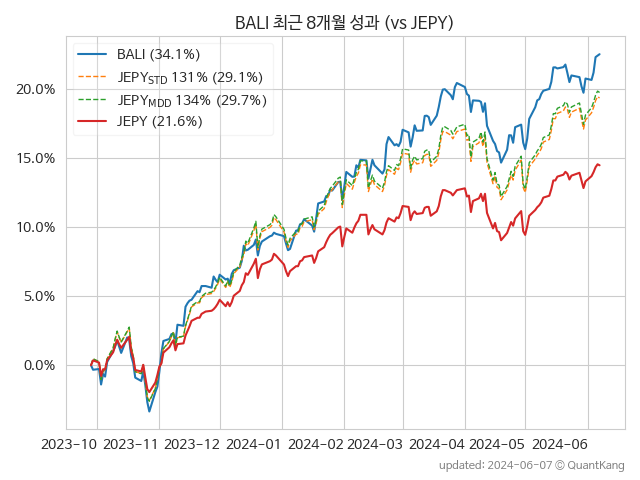 BALI 최근 8개월 성과 (vs JEPY)
BALI (34.1%)
JEPYSTD 131% (29.1%)
JEPYMDD 134% (29.7%)
JEPY (21.6%)
20.0%
15.0%
10.0%
5.0%
0.0%
2023-10 2023-11 2023-12 2024-01 2024-02 2024-03 2024-04 2024-05 2024-06
updated: 2024-06-07 © QuantKang